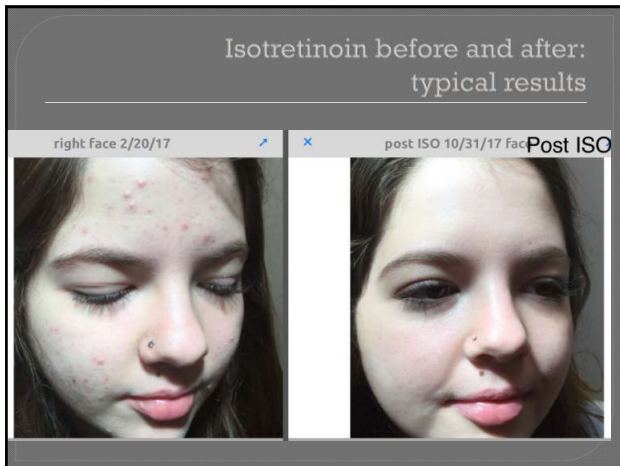 Isotretinoin before and after:
typical results
right face 2/20/17
post ISO 10/31/17 face
Post ISO